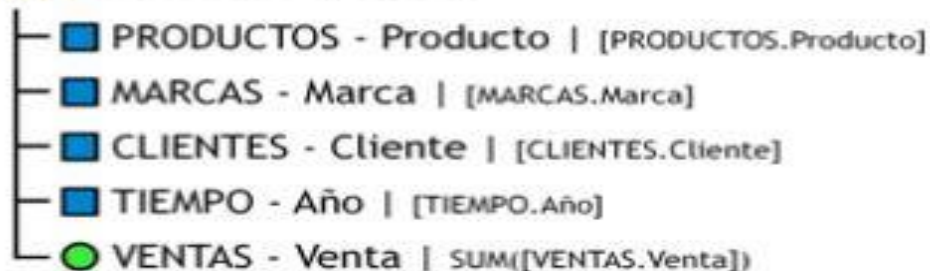 PRODUCTOS - Producto | [PRODUCTOS.Producto]
MARCAS - Marca | [MARCAS.Marca]
CLIENTES - Cliente | [CLIENTES.Cliente]
TIEMPO - Año | [TIEMPO.Año]
VENTAS - Venta | SUM([VENTAS.Venta])